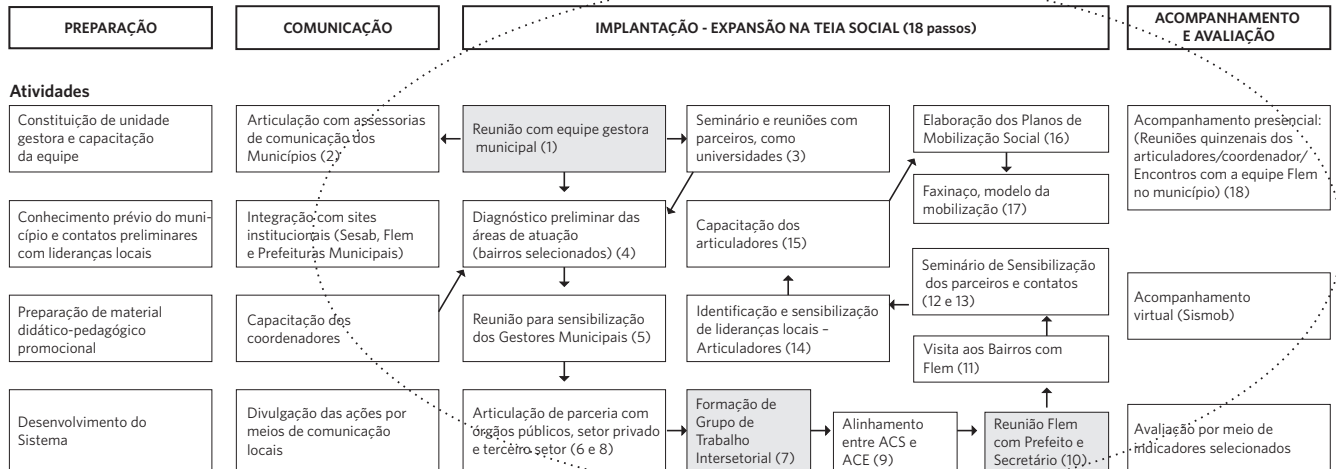 PREPARAÇÃO
COMUNICAÇÃO
IMPLANTAÇÃO - EXPANSÃO NA TEIA SOCIAL (18 passos)
ACOMPANHAMENTO
E AVALIAÇÃO
Atividades
Constituição de unidade
gestora e capacitação
da equipe
Articulação com assessorias
de comunicação dos
Municípios (2)
Reunião com equipe gestora
municipal (1)
Seminário e reuniões com
parceiros, como
universidades (3)
Elaboração dos Planos de
Mobilização Social (16)
Faxinaço, modelo da
mobilização (17)
Acompanhamento presencial:
(Reuniões quinzenais dos
articuladores/coordenador/
Encontros com a equipe Flem
no município) (18)
Conhecimento prévio do muni-
cípio e contatos preliminares
com lideranças locais
Integração com sites
institucionais (Sesab, Flem
e Prefeituras Municipais)
Diagnóstico preliminar das
áreas de atuação
(bairros selecionados) (4)
Capacitação dos
articuladores (15)
Seminário de Sensibilização
dos parceiros e contatos
(12 e 13)
Preparação de material
didático-pedagógico
promocional
Capacitação dos
coordenadores
Reunião para sensibilização
dos Gestores Municipais (5)
Identificação e sensibilização
de lideranças locais –
Articuladores (14)
Visita aos Bairros com
Flem (11)
Acompanhamento
virtual (Sismob)
Desenvolvimento do
Sistema
Divulgação das ações por
meios de comunicação
locais
Articulação de parceria com
órgãos públicos, setor privado
e terceiro setor (6 e 8)
Formação de
Grupo de
Trabalho
Intersetorial (7)
Alinhamento
entre ACS e
ACE (9)
Reunião Flem
com Prefeito e
Secretário (10)
Avaliação por meio de
indicadores selecionados